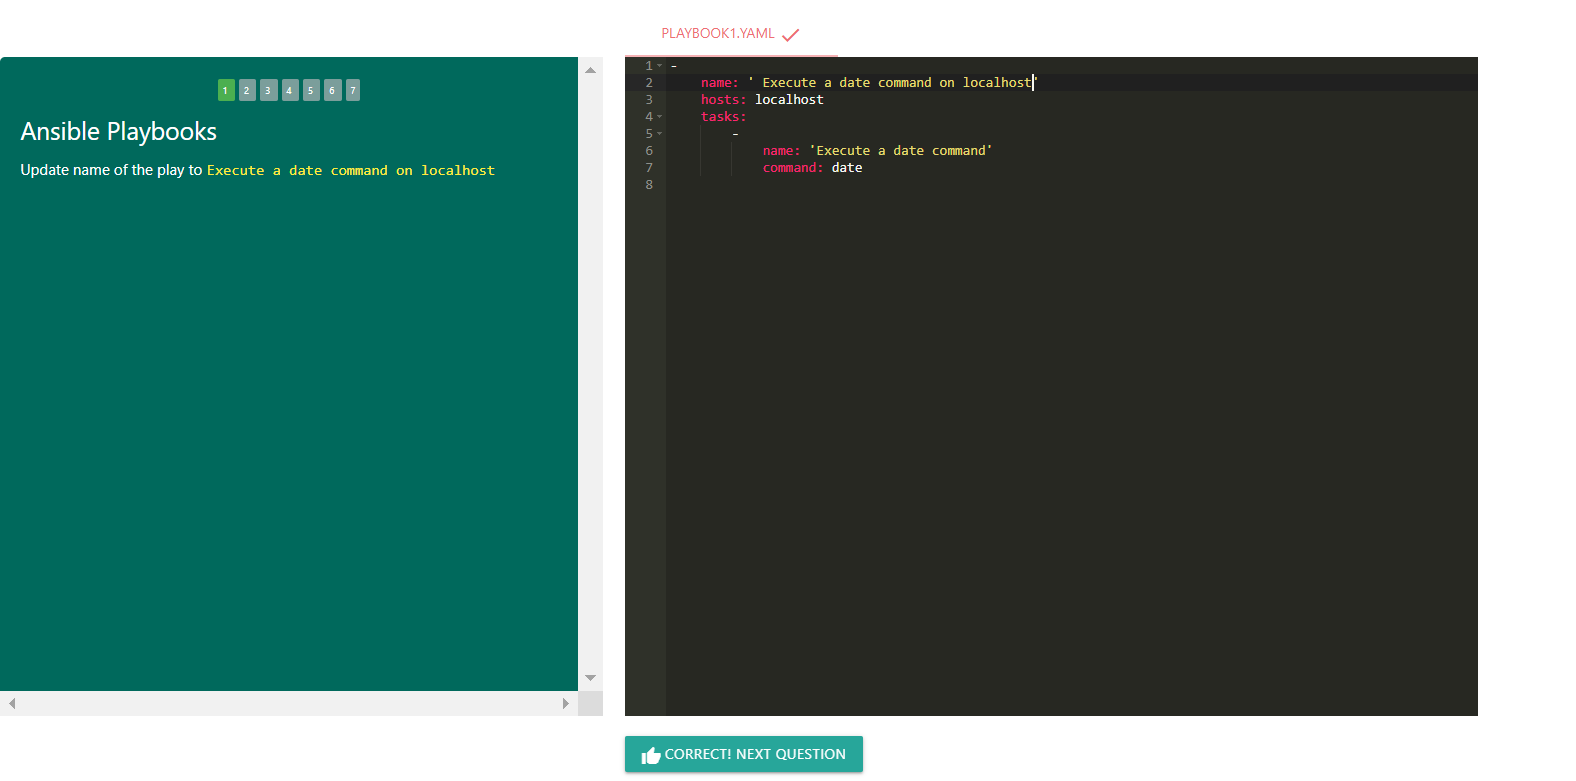 PLAYBOOK1.YAML
1 2 3 4 5 6 7
Ansible Playbooks
Update name of the play to Execute a date command on localhost
1 -
2     name: ' Execute a date command on localhost'
3     hosts: localhost
4     tasks:
5         -
6             name: 'Execute a date command'
7             command: date
8
CORRECT! NEXT QUESTION